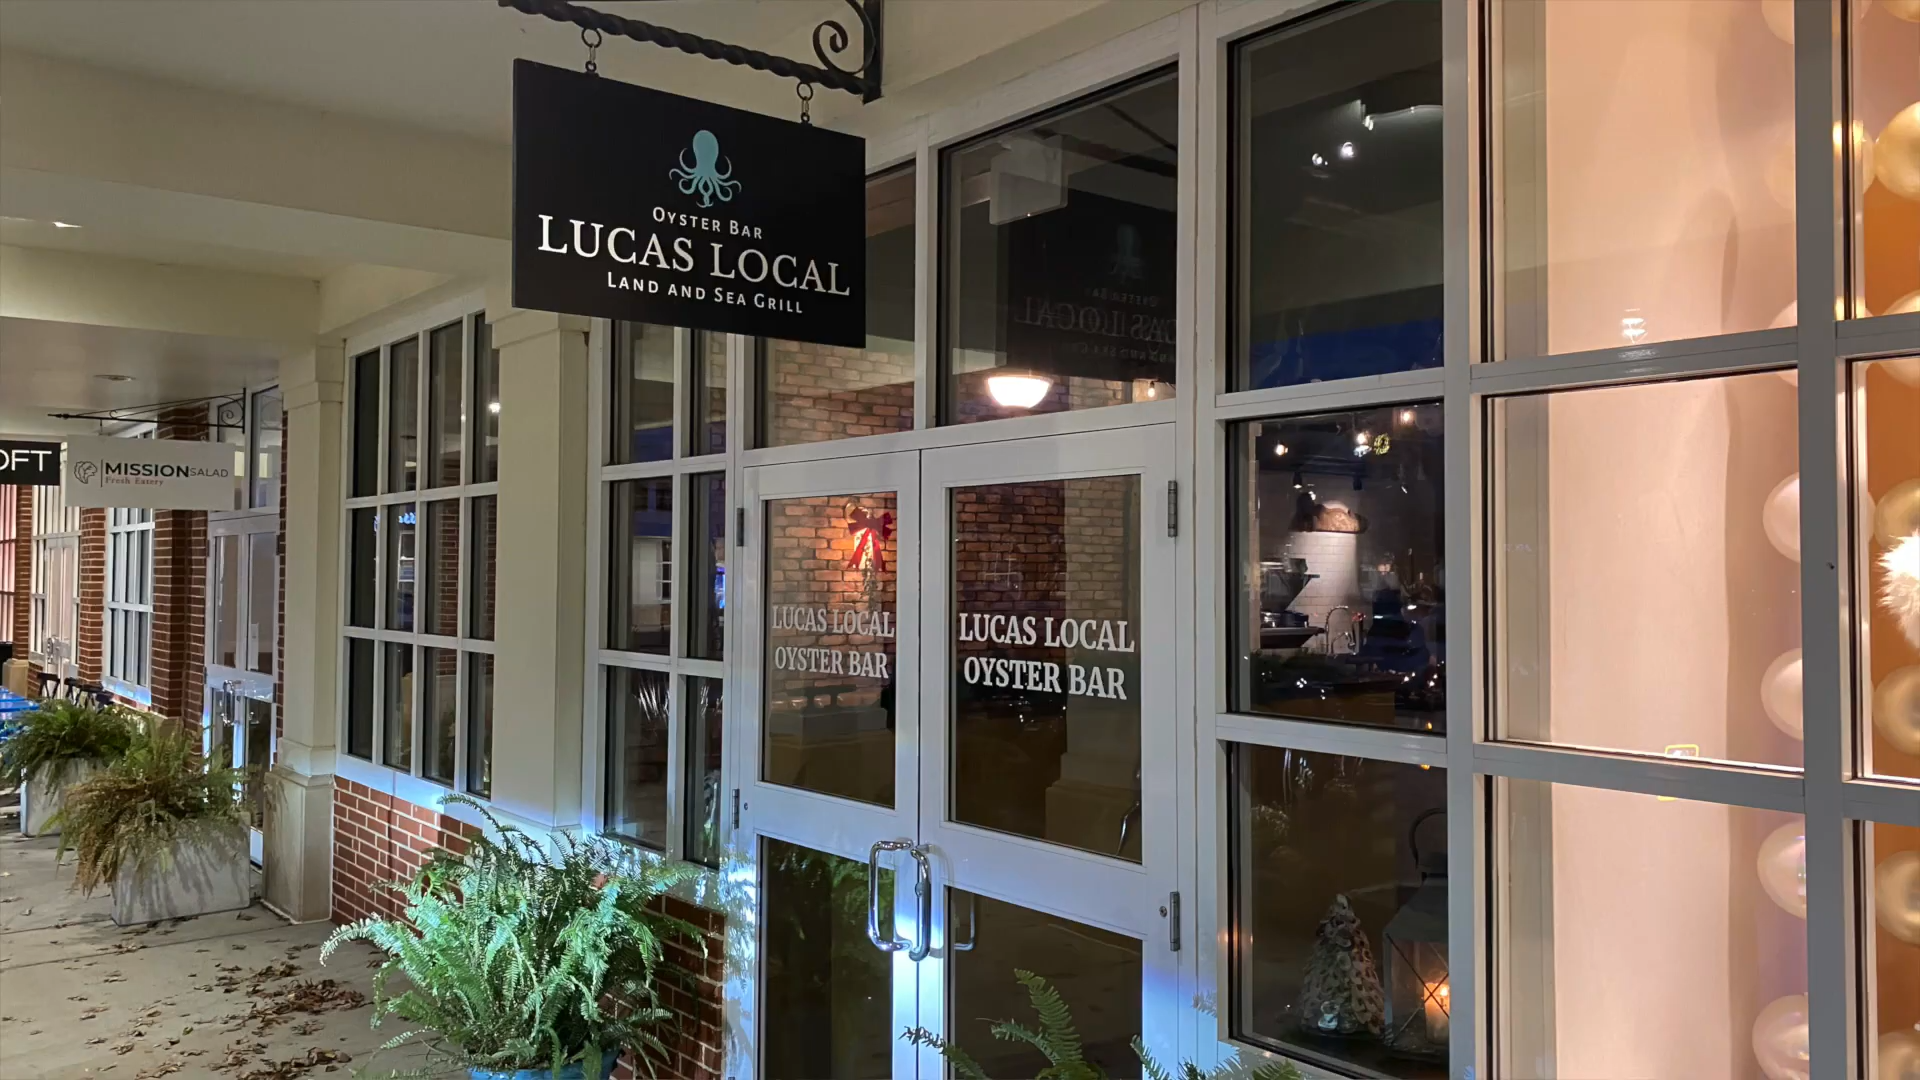 OYSTER BAR
LUCAS LOCAL
LAND AND SEA GRILL
OFT
MISSION SALAD
Fresh Eatery
LUCAS LOCAL
OYSTER BAR
LUCAS LOCAL
OYSTER BAR